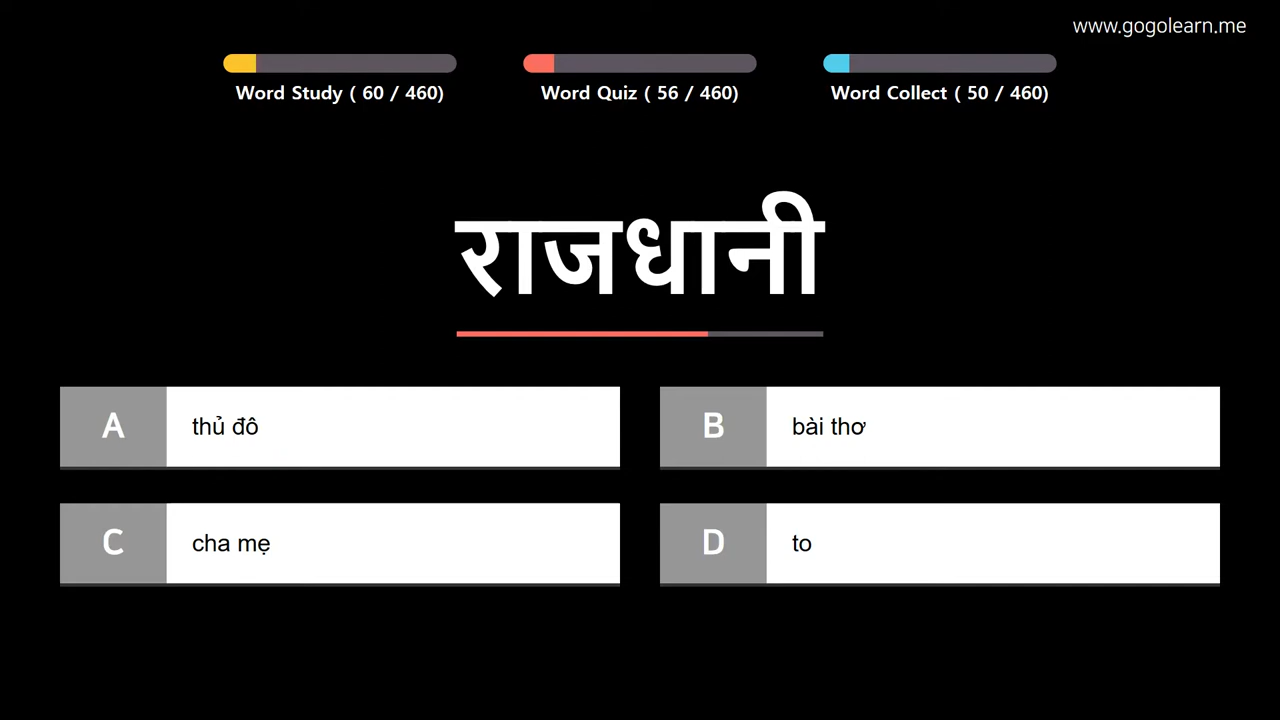 www.gogolearn.me
Word Study ( 60 / 460)
Word Quiz ( 56 / 460)
Word Collect ( 50 / 460)
राजधानी
A thủ đô
B bài thơ
C cha mẹ
D to